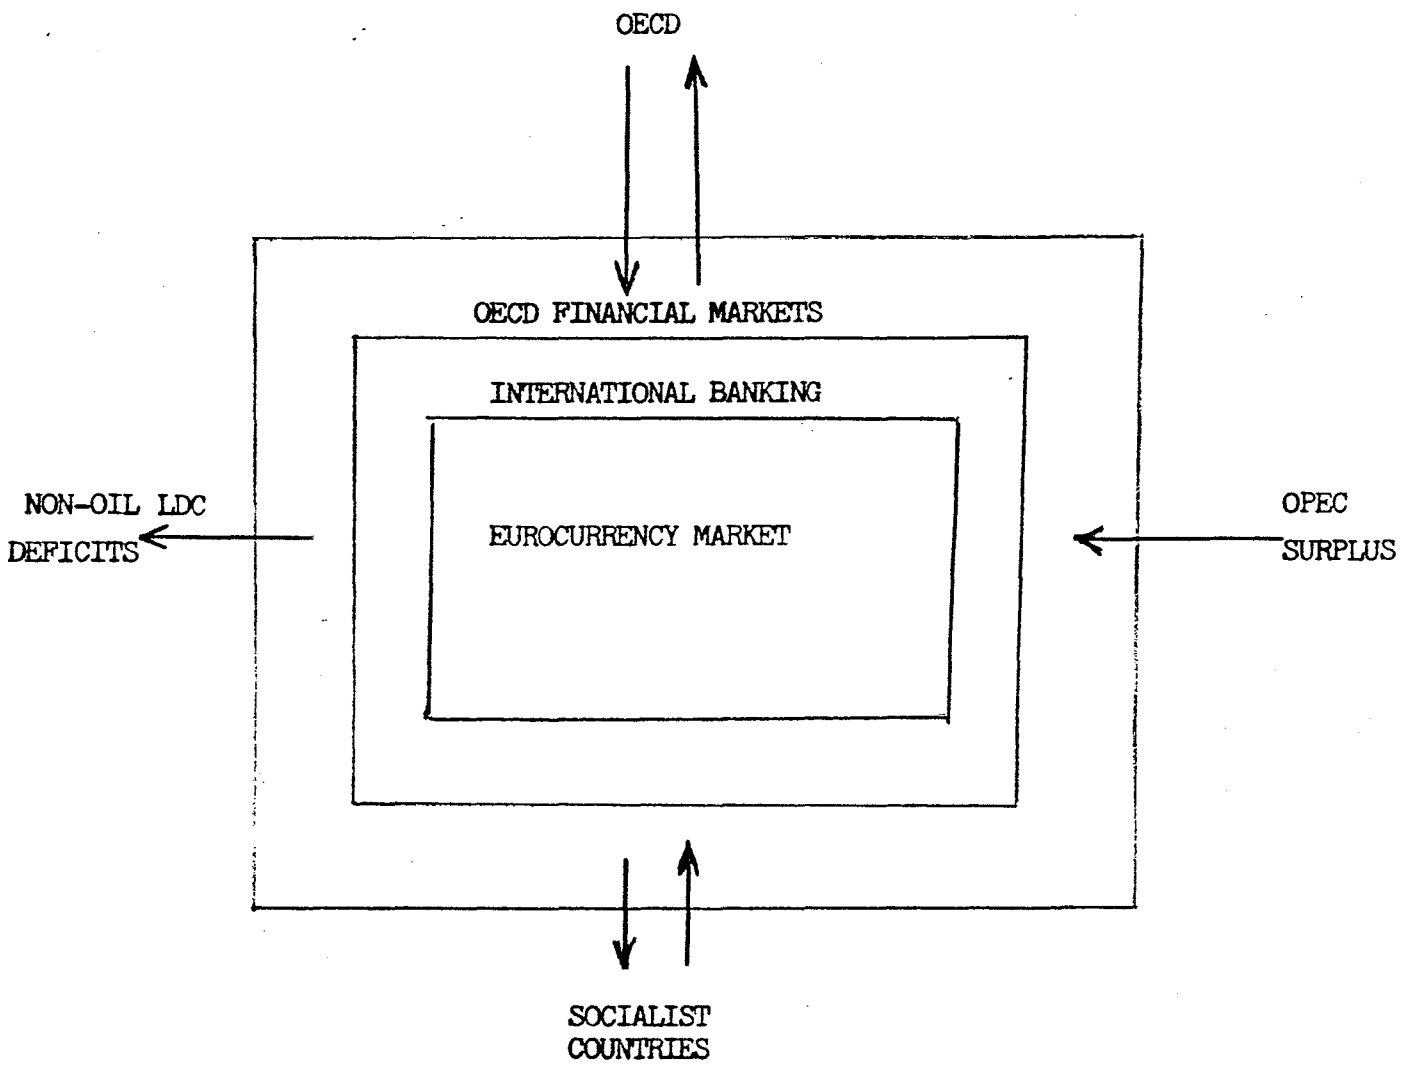 OECD
OECD FINANCIAL MARKETS
INTERNATIONAL BANKING
NON-OIL LDC
DEFICITS
EUROCURRENCY MARKET
OPEC
SURPLUS
SOCIALIST
COUNTRIES